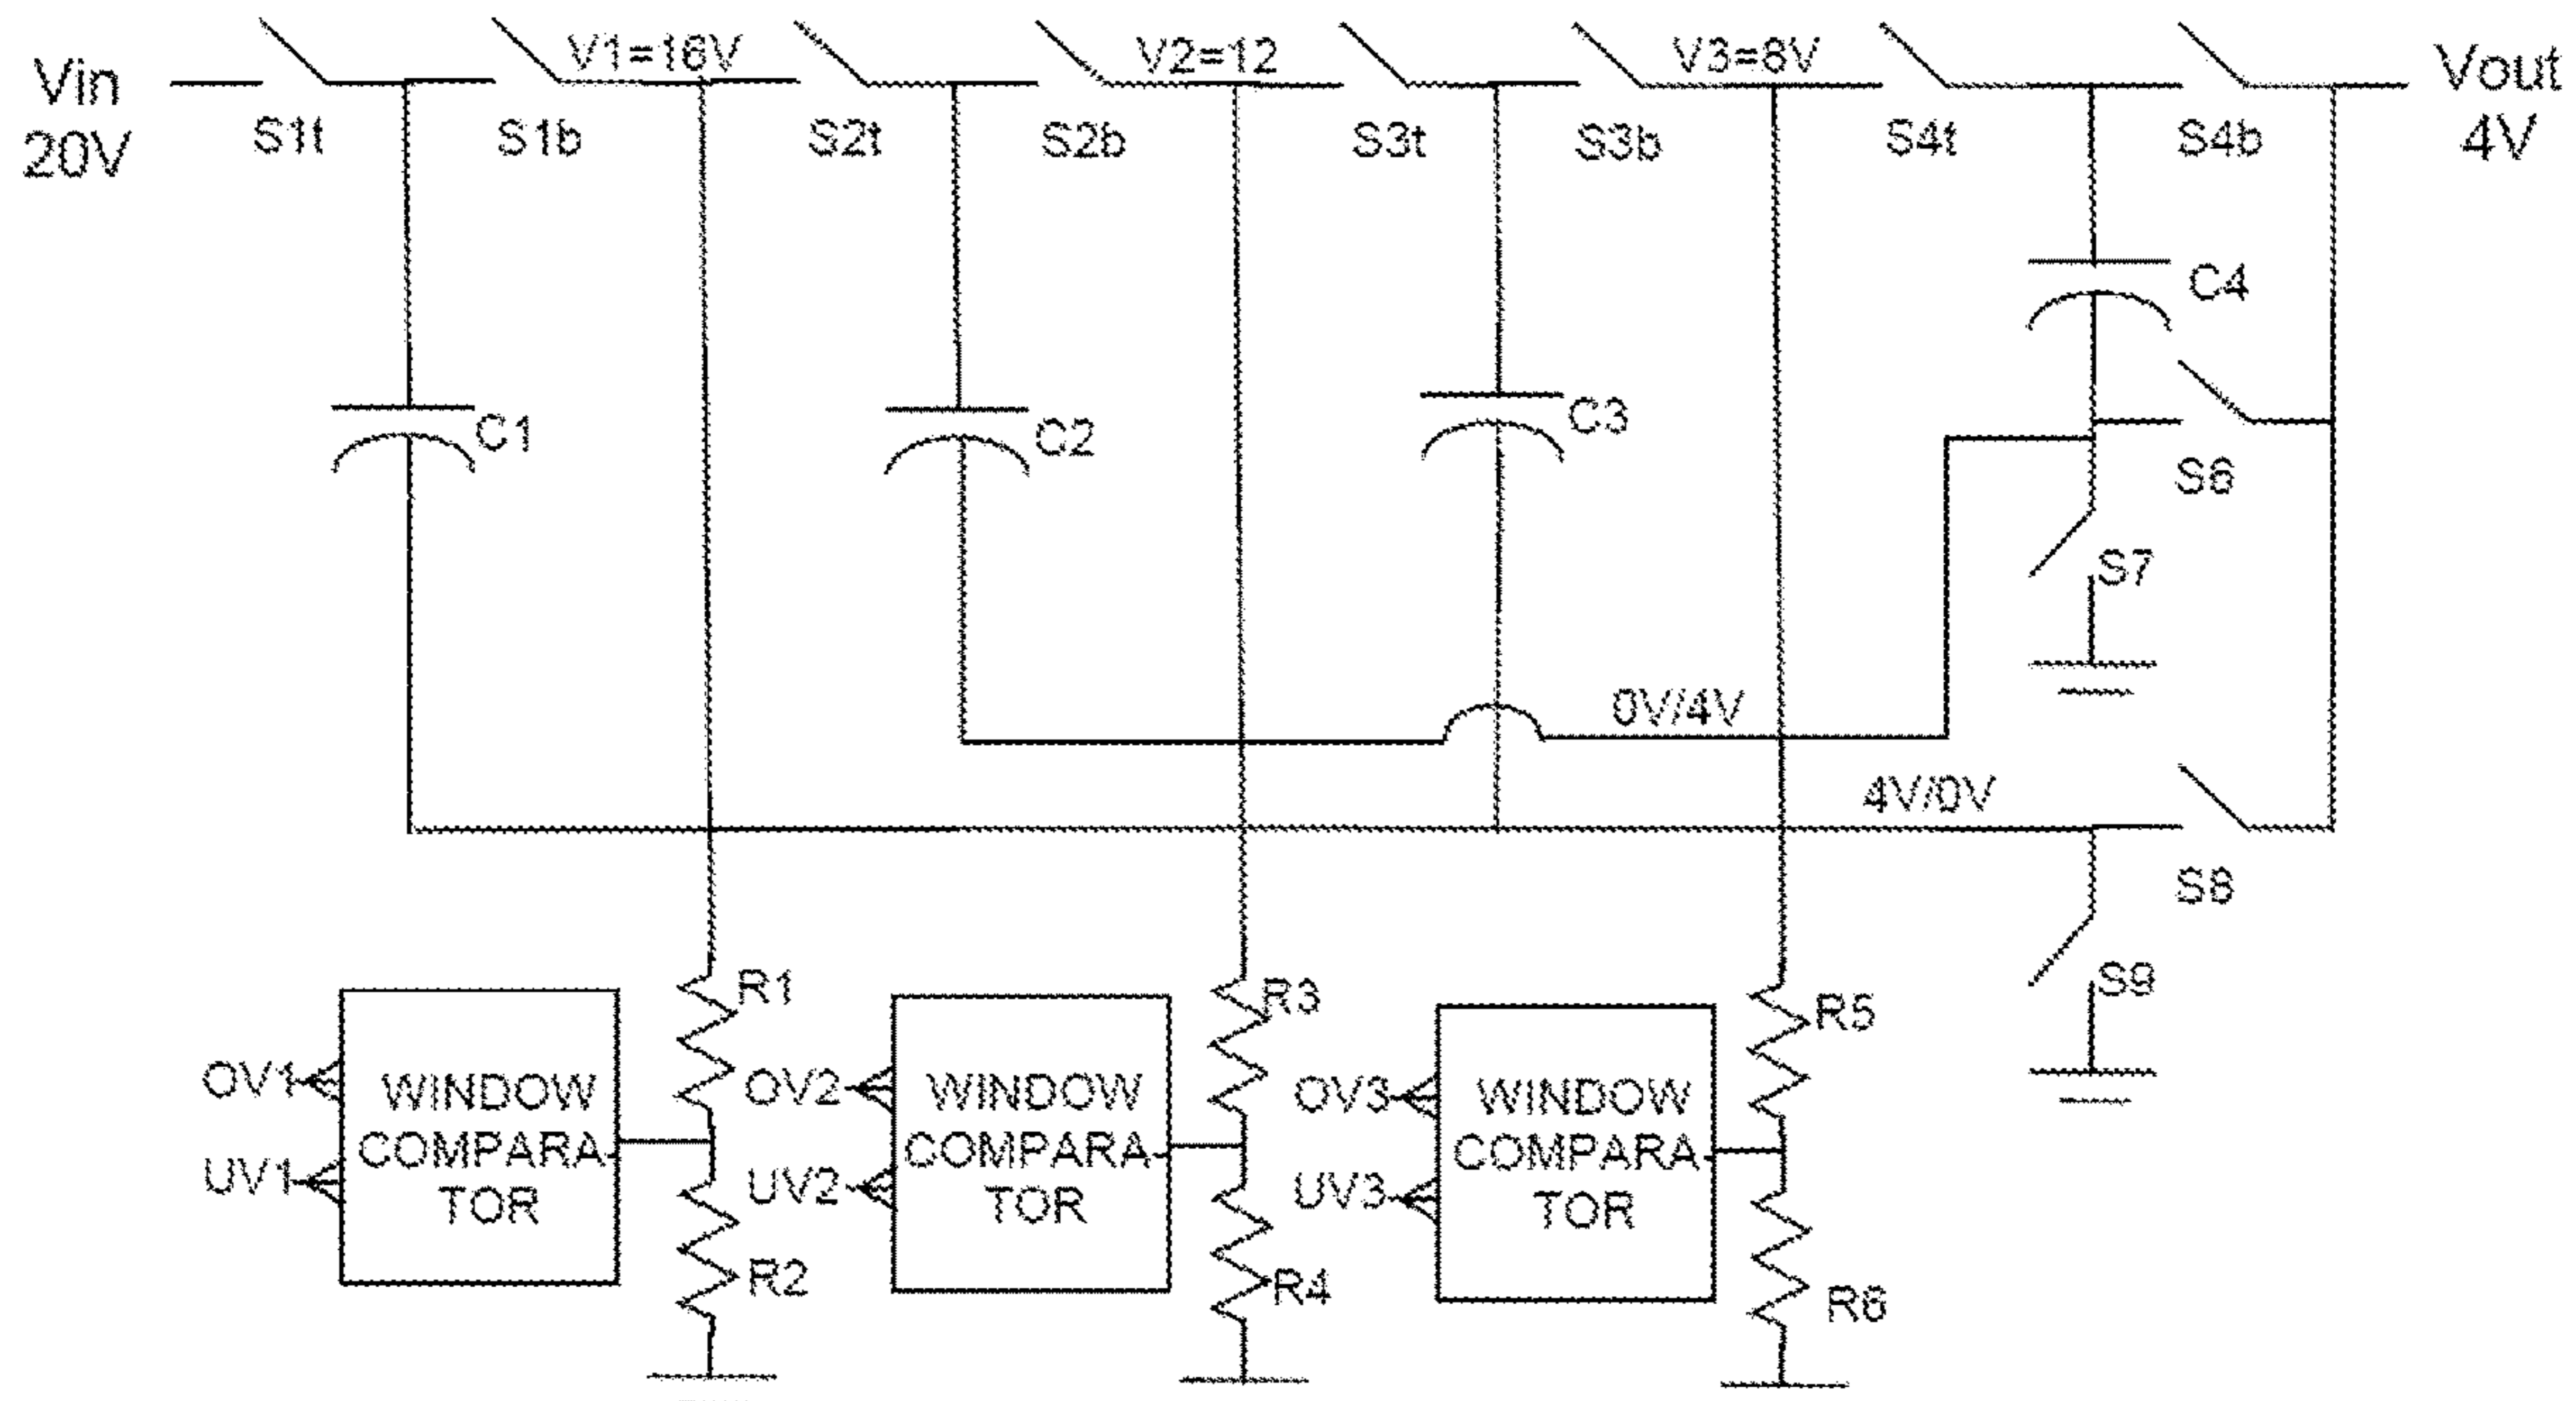 Vin
20V
S1t
S1b
V1=16V
S2t
S2b
V2=12
S3t
S3b
V3=8V
S4t
S4b
Vout
4V
C1
C2
C3
C4
S6
S7
0V/4V
4V/0V
S8
S9
R1
R3
R5
OV1
UV1
WINDOW
COMPARA
TOR
OV2
UV2
WINDOW
COMPARA
TOR
OV3
UV3
WINDOW
COMPARA
TOR
R2
R4
R6